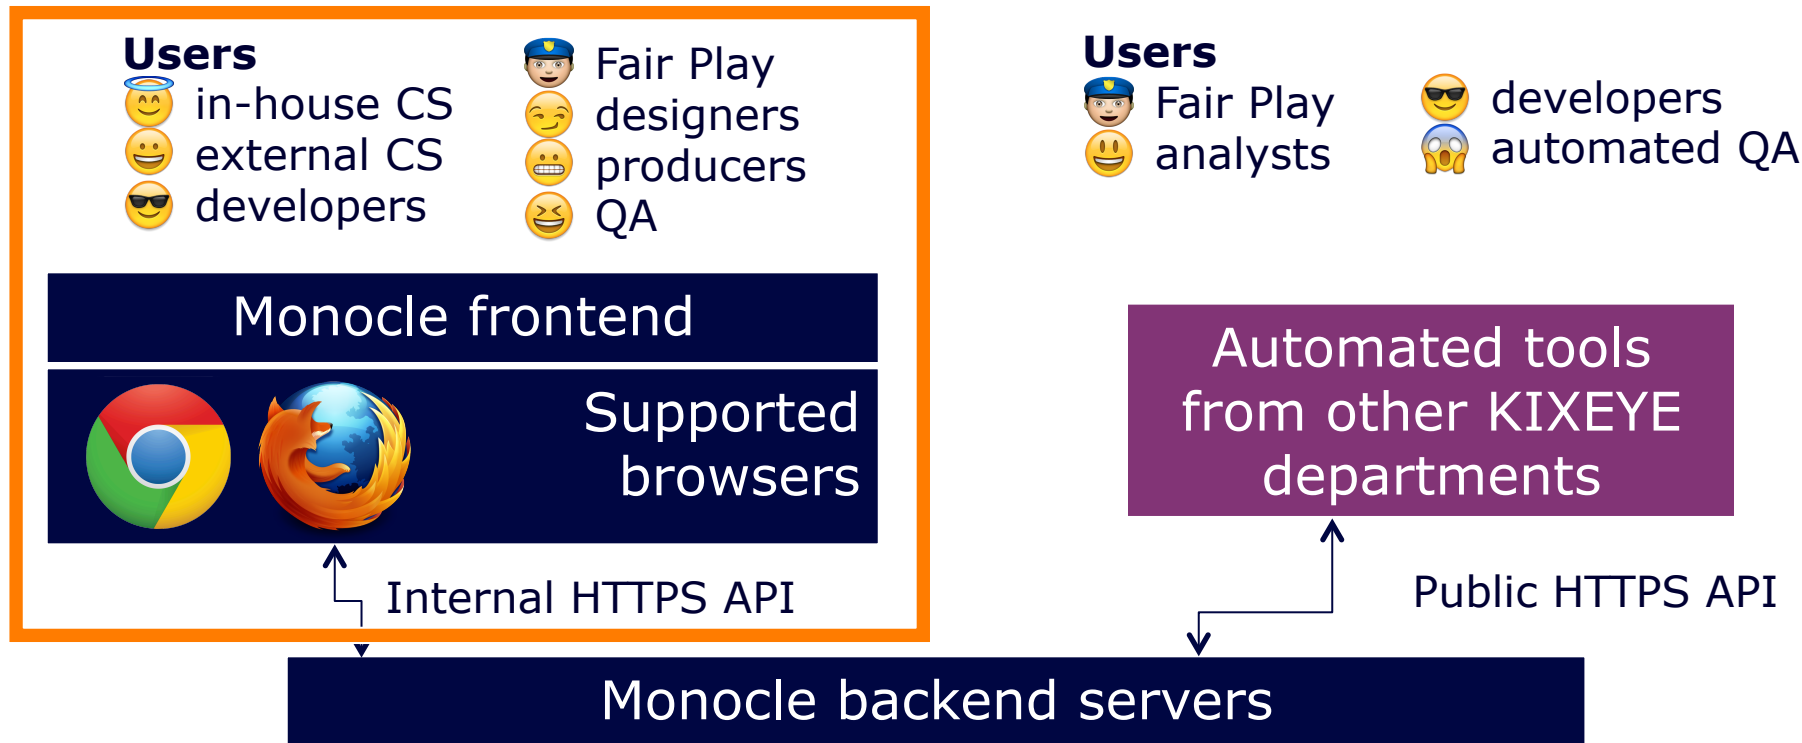 Users
in-house CS
external CS
developers
Fair Play
designers
producers
QA
Monocle frontend
Supported
browsers
Internal HTTPS API
Users
Fair Play
analysts
developers
automated QA
Automated tools
from other KIXEYE
departments
Public HTTPS API
Monocle backend servers